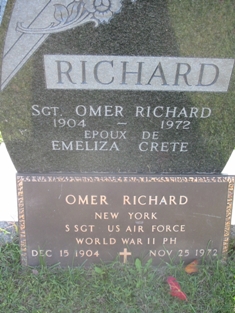 RICHARD
SGT. OMER RICHARD
1904 – 1972
EPOUX DE
EMELIZA CRETE
OMER RICHARD
NEW YORK
S SGT US AIR FORCE
WORLD WAR II PH
DEC 15 1904 NOV 25 1972